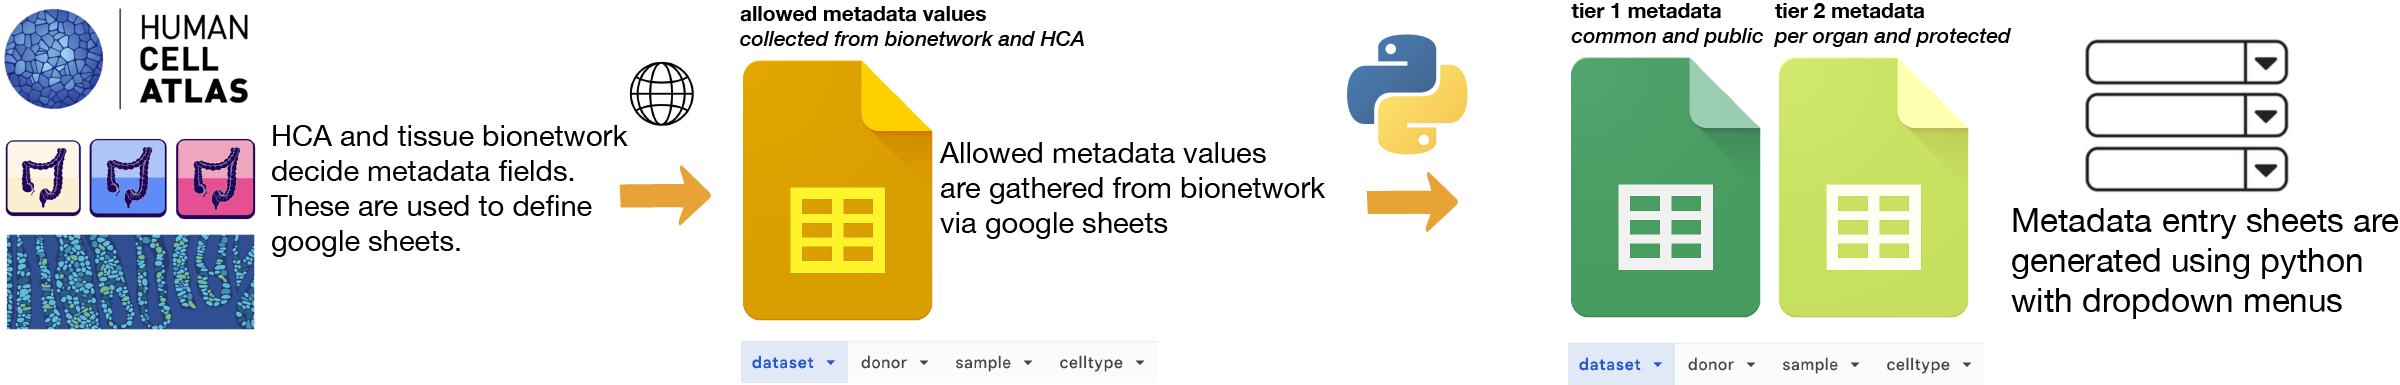 HUMAN
CELL
ATLAS
HCA and tissue bionetwork
decide metadata fields.
These are used to define
google sheets.
allowed metadata values
collected from bionetwork and HCA
Allowed metadata values
are gathered from bionetwork
via google sheets
dataset donor sample celltype
tier 1 metadata
common and public
tier 2 metadata
per organ and protected
dataset donor sample celltype
Metadata entry sheets are
generated using python
with dropdown menus